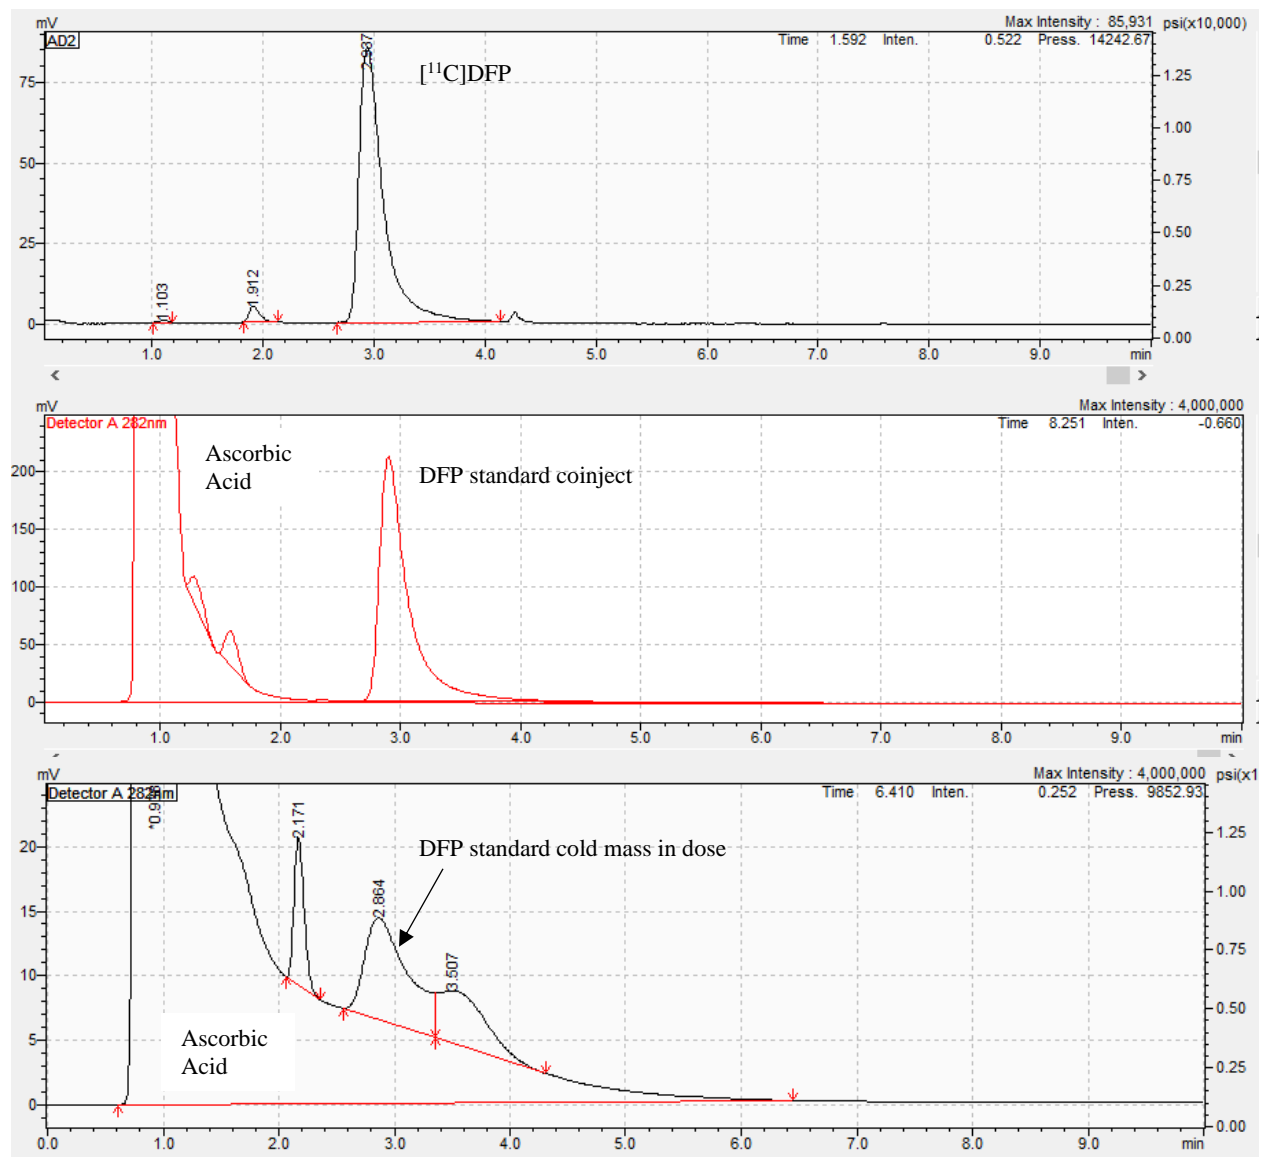 mV Max Intensity : 85,931 psi(x10,000)
AD2 Time 1.592 Inten. 0.522 Press. 14242.67
2.937
[¹¹C]DFP
75
50
25
0
1.25
1.00
0.75
0.50
0.25
0.00
1.103
1.912
1.0 2.0 3.0 4.0 5.0 6.0 7.0 8.0 9.0 min
mV Max Intensity : 4,000,000
Detector A 282nm Time 8.251 Inten. -0.660
Ascorbic
Acid
DFP standard coinject
200
150
100
50
0
1.0 2.0 3.0 4.0 5.0 6.0 7.0 8.0 9.0 min
mV Max Intensity : 4,000,000 psi(x1
Detector A 282nm Time 6.410 Inten. 0.252 Press. 9852.93
2.171
DFP standard cold mass in dose
2.864
3.507
20
15
10
5
0
1.25
1.00
0.75
0.50
0.25
0.00
Ascorbic
Acid
0.0 1.0 2.0 3.0 4.0 5.0 6.0 7.0 8.0 9.0 min